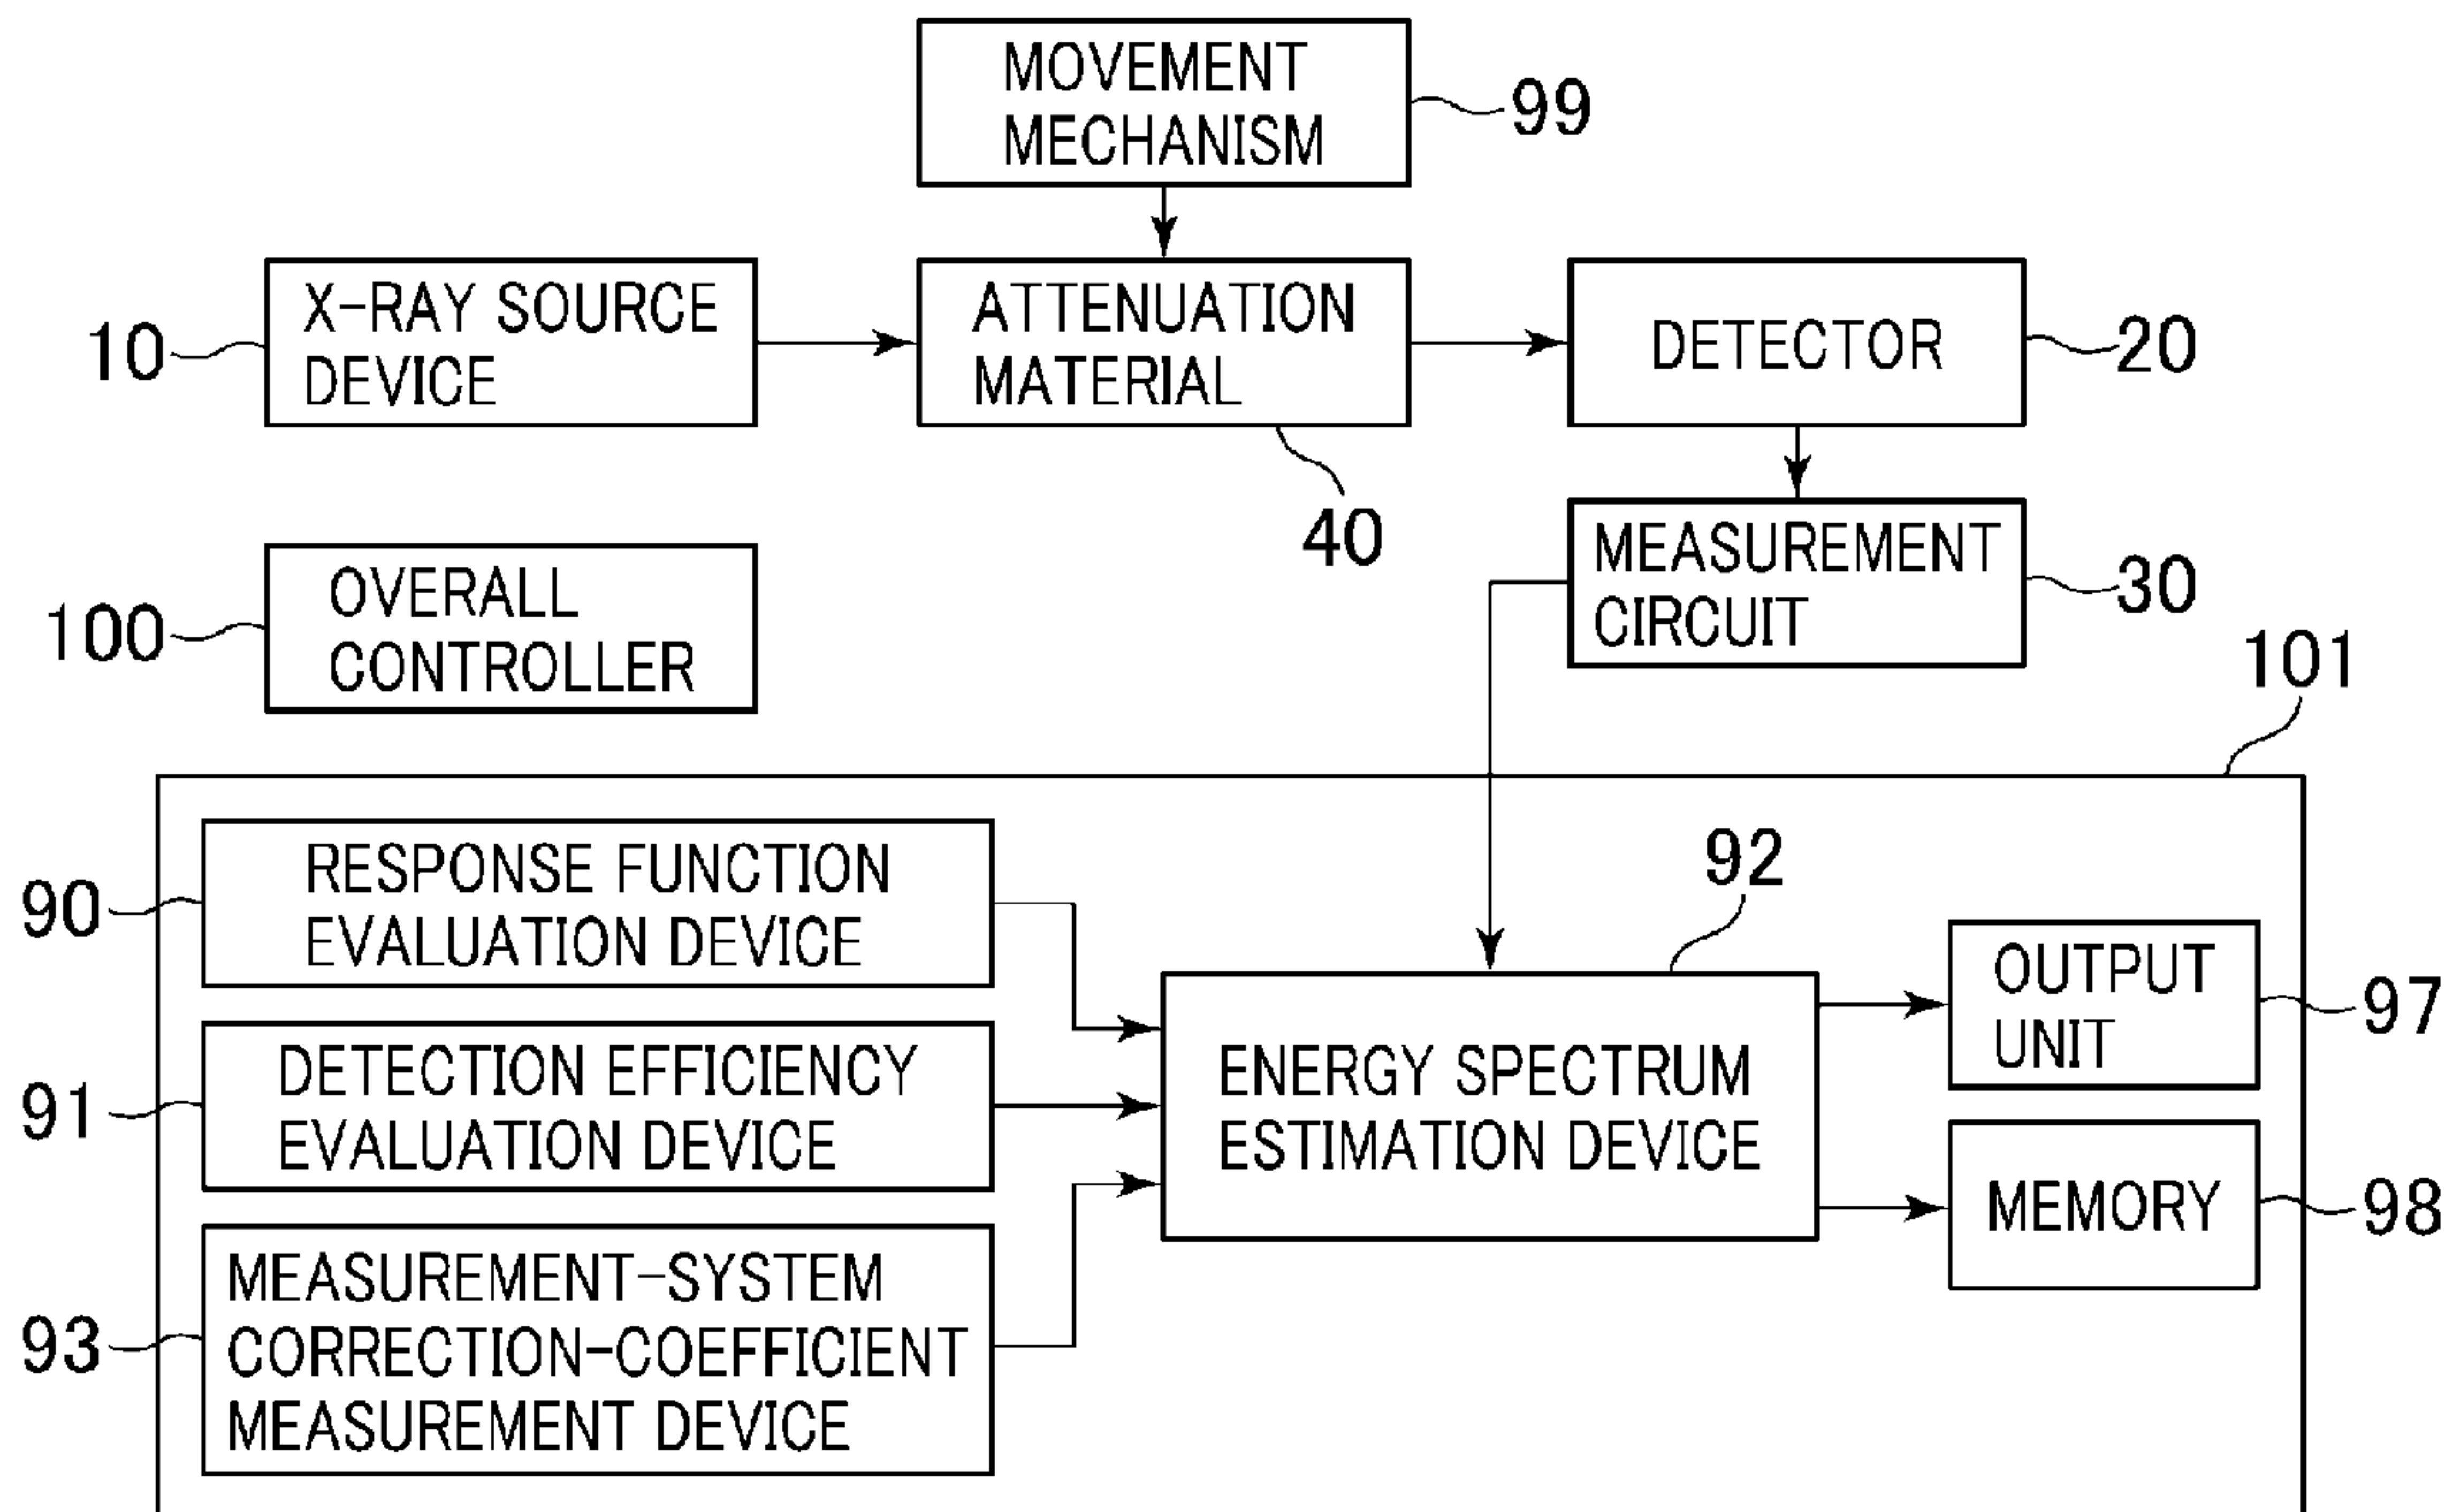 MOVEMENT
MECHANISM
99
X-RAY SOURCE
DEVICE
10
ATTENUATION
MATERIAL
40
DETECTOR
20
OVERALL
CONTROLLER
100
MEASUREMENT
CIRCUIT
30
101
RESPONSE FUNCTION
EVALUATION DEVICE
90
DETECTION EFFICIENCY
EVALUATION DEVICE
91
MEASUREMENT-SYSTEM
CORRECTION-COEFFICIENT
MEASUREMENT DEVICE
93
92
ENERGY SPECTRUM
ESTIMATION DEVICE
OUTPUT
UNIT
97
MEMORY
98